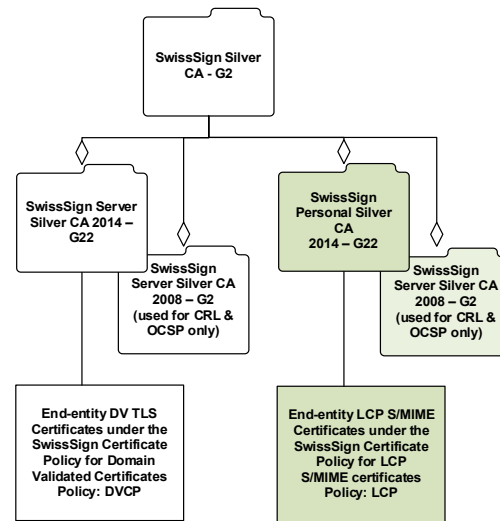 SwissSign Silver
CA - G2
SwissSign Server
Silver CA 2014 –
G22
SwissSign
Server Silver CA
2008 – G2
(used for CRL &
OCSP only)
SwissSign
Personal Silver
CA
2014 – G22
SwissSign
Server Silver CA
2008 – G2
(used for CRL &
OCSP only)
End-entity DV TLS
Certificates under the
SwissSign Certificate
Policy for Domain
Validated Certificates
Policy: DVCP
End-entity LCP S/MIME
Certificates under the
SwissSign Certificate
Policy for LCP
S/MIME certificates
Policy: LCP